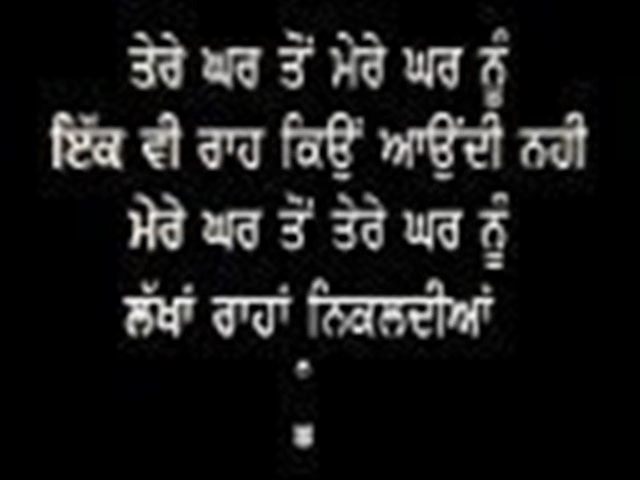 ਤੇਰੇ ਘਰ ਤੋਂ ਮੇਰੇ ਘਰ ਨੂੰ
ਇੱਕ ਵੀ ਰਾਹ ਕਿਉਂ ਆਉਂਦੀ ਨਹੀ
ਮੇਰੇ ਘਰ ਤੋਂ ਤੇਰੇ ਘਰ ਨੂੰ
ਲੱਖਾਂ ਰਾਹਾਂ ਨਿਕਲਦੀਆਂ